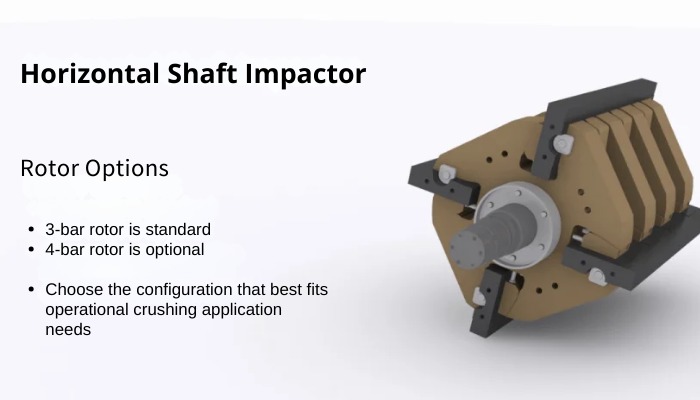 Horizontal Shaft Impactor
Rotor Options
• 3-bar rotor is standard
• 4-bar rotor is optional
• Choose the configuration that best fits
operational crushing application
needs